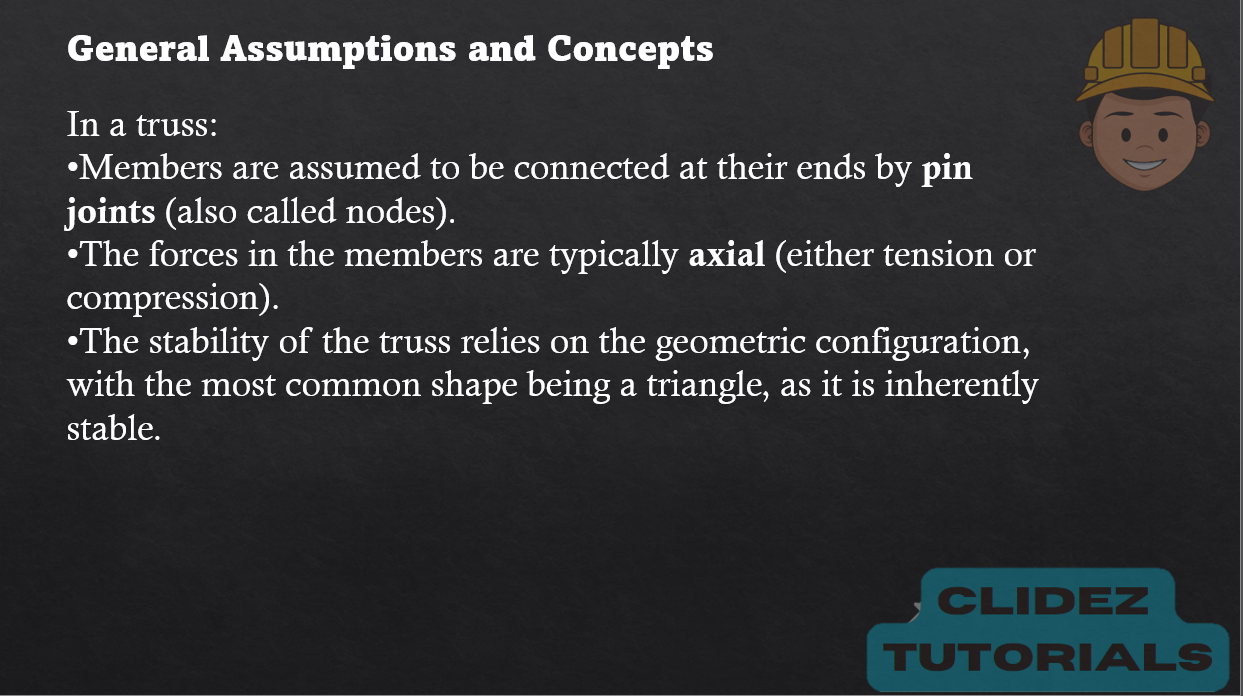 General Assumptions and Concepts
In a truss:
•Members are assumed to be connected at their ends by pin
joints (also called nodes).
•The forces in the members are typically axial (either tension or
compression).
•The stability of the truss relies on the geometric configuration,
with the most common shape being a triangle, as it is inherently
stable.
CLIDEZ
TUTORIALS